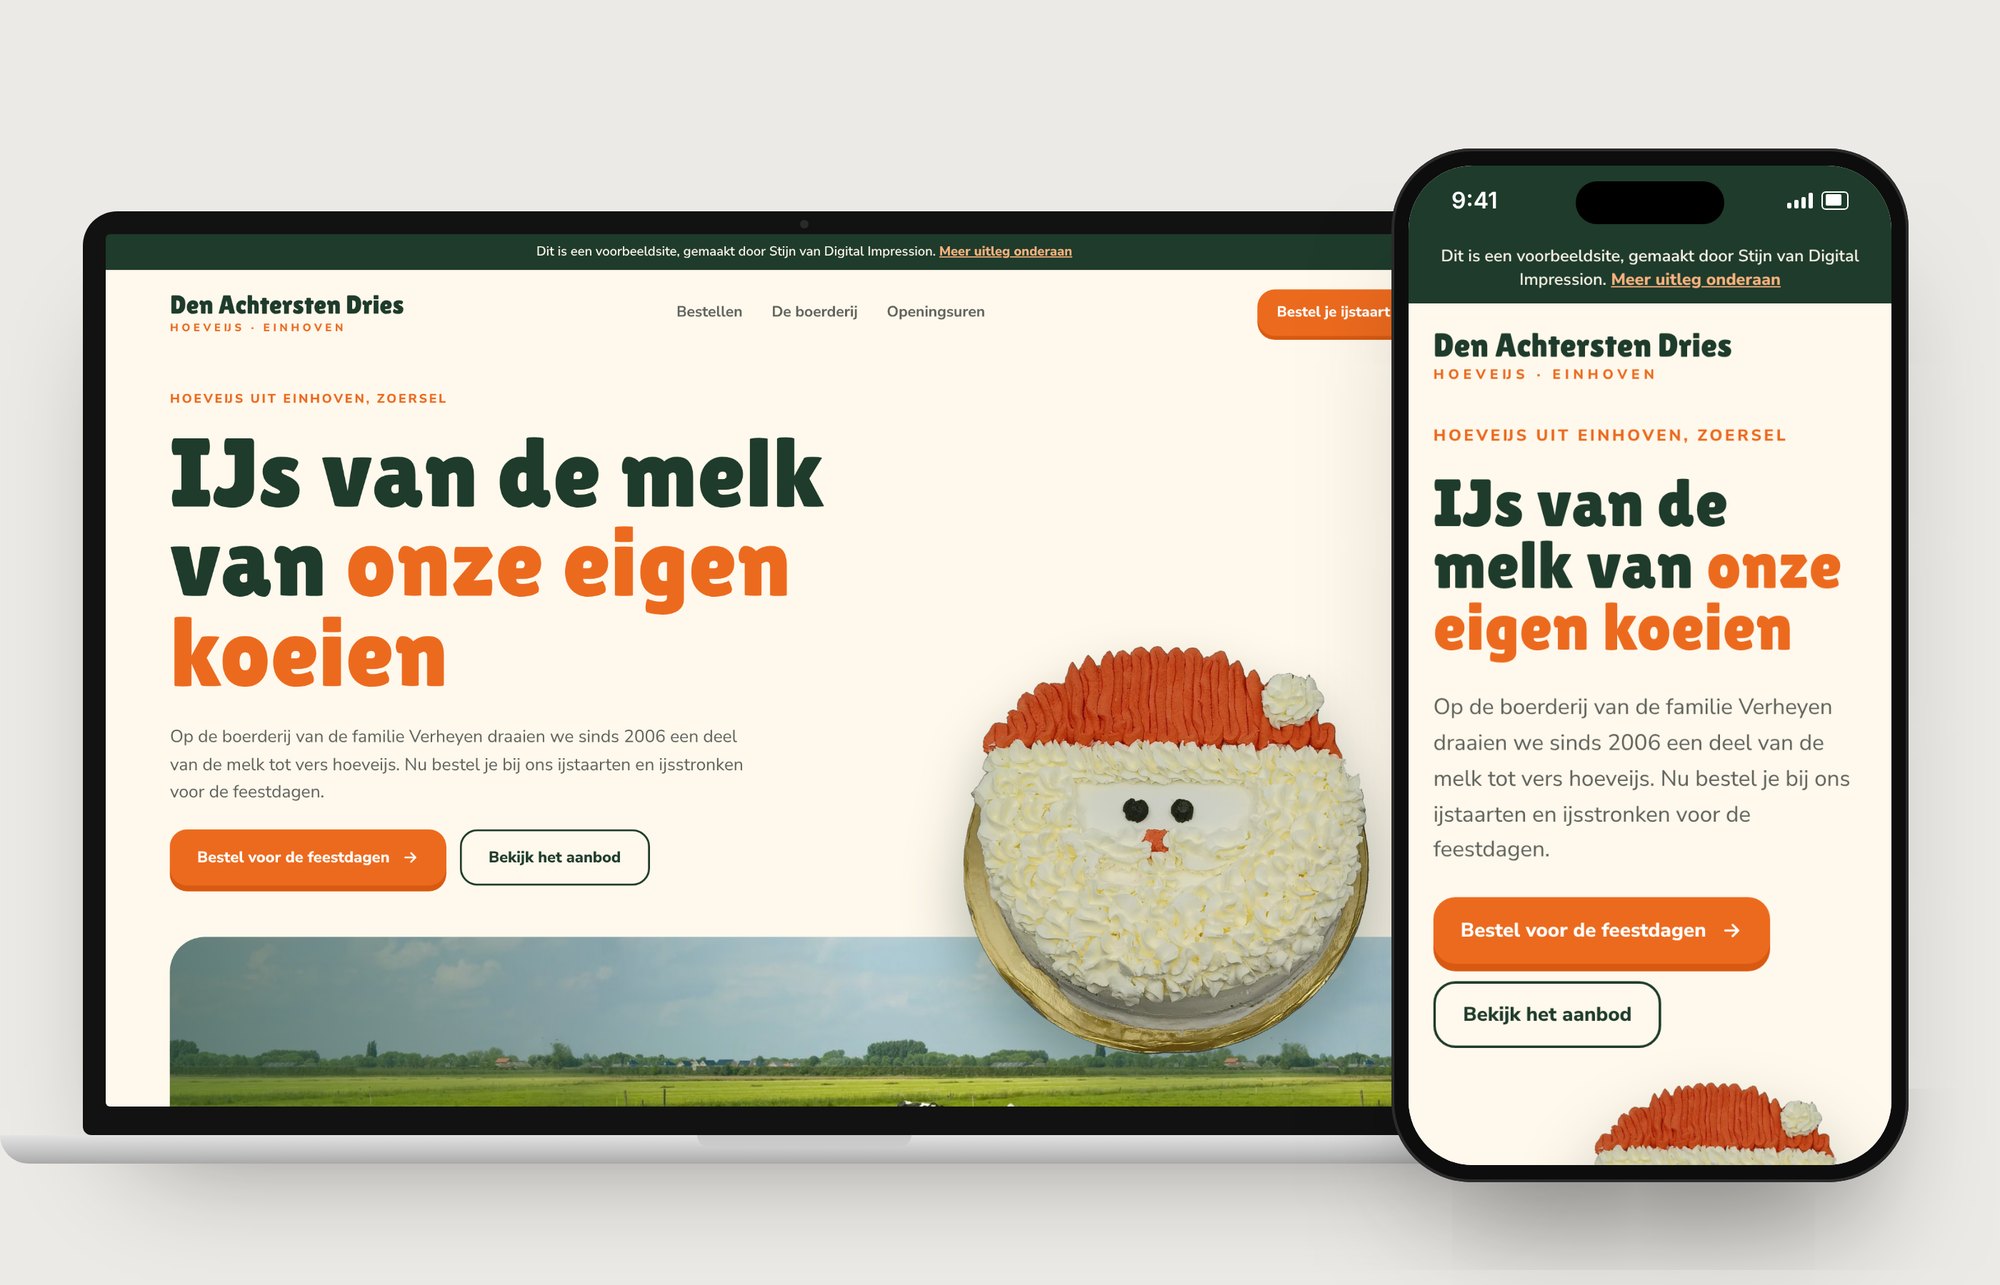 Dit is een voorbeeldsite, gemaakt door Stijn van Digital Impression. Meer uitleg onderaan
Den Achtersten Dries
HOEVEIJS · EINHOVEN
Bestellen De boerderij Openingsuren
Bestel je ijstaart
HOEVEIJS UIT EINHOVEN, ZOERSEL
IJs van de melk
van onze eigen
koeien
Op de boerderij van de familie Verheyen draaien we sinds 2006 een deel
van de melk tot vers hoeveijs. Nu bestel je bij ons ijstaarten en ijsstronken
voor de feestdagen.
Bestel voor de feestdagen →
Bekijk het aanbod
9:41
Dit is een voorbeeldsite, gemaakt door Stijn van Digital
Impression. Meer uitleg onderaan
Den Achtersten Dries
HOEVEIJS · EINHOVEN
HOEVEIJS UIT EINHOVEN, ZOERSEL
IJs van de
melk van onze
eigen koeien
Op de boerderij van de familie Verheyen
draaien we sinds 2006 een deel van de
melk tot vers hoeveijs. Nu bestel je bij ons
ijstaarten en ijsstronken voor de
feestdagen.
Bestel voor de feestdagen →
Bekijk het aanbod